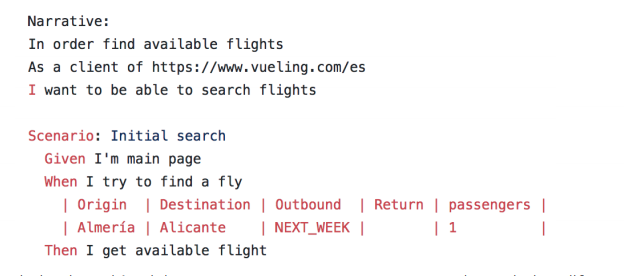 Narrative:
In order find available flights
As a client of https://www.vueling.com/es
I want to be able to search flights
Scenario: Initial search
Given I'm main page
When I try to find a fly
| Origin | Destination | Outbound | Return | passengers |
| Almería | Alicante | NEXT_WEEK | | 1 |
Then I get available flight